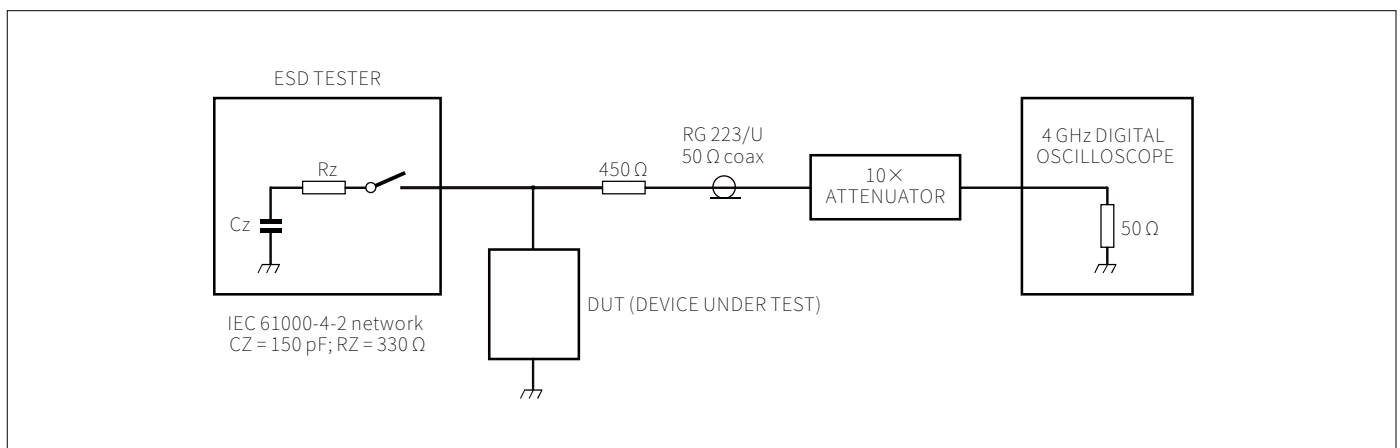 ESD TESTER
Rz
Cz
IEC 61000-4-2 network
CZ = 150 pF; RZ = 330 Ω
450 Ω
DUT (DEVICE UNDER TEST)
RG 223/U
50 Ω coax
10×
ATTENUATOR
4 GHz DIGITAL
OSCILLOSCOPE
50 Ω